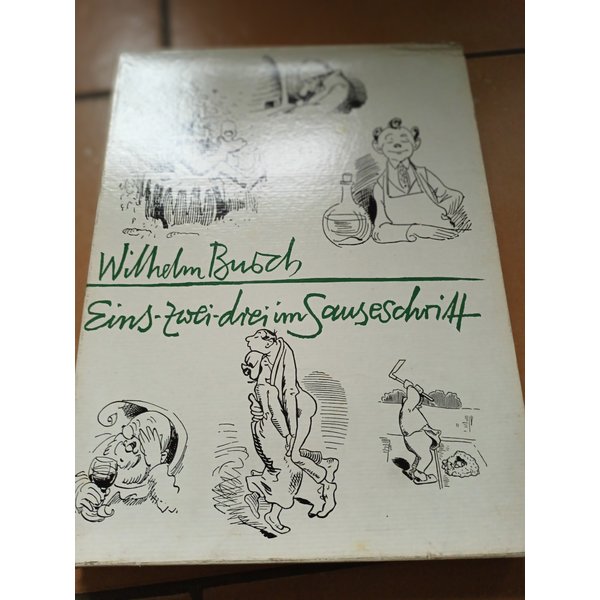 Wilhelm Busch
Eins-zwei-drei im Sauseschritt